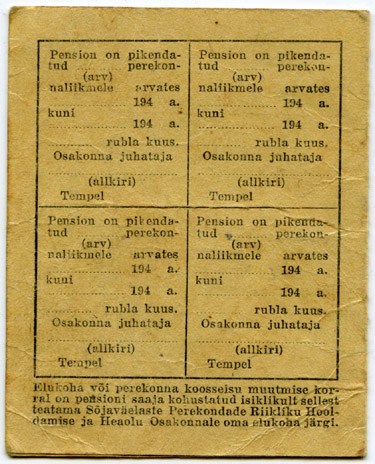 Pension on pikenda-
tud ........ perekon-
(arv)
naliikmele arvates
........ 194 a.
kuni
........ 194 a.
........ rubla kuus.
Osakonna juhataja
(allkiri)
Tempel
Pension on pikenda-
tud ........ perekon-
(arv)
naliikmele arvates
........ 194 a.
kuni
........ 194 a.
........ rubla kuus.
Osakonna juhataja
(allkiri)
Tempel
Pension on pikenda-
tud ........ perekon-
(arv)
naliikmele arvates
........ 194 a.
kuni
........ 194 a.
........ rubla kuus.
Osakonna juhataja
(allkiri)
Tempel
Pension on pikenda-
tud ........ perekon-
(arv)
naliikmele arvates
........ 194 a.
kuni
........ 194 a.
........ rubla kuus.
Osakonna juhataja
(allkiri)
Tempel
Elukoha või perekonna koosseisu muutmise kor-
ral on pensioni saaja kohustatud isiklikult sellest
teatama Sõjaväelaste Perekondade Riikliku Hool-
damise ja Heaolu Osakonnale oma elukoha järgi.